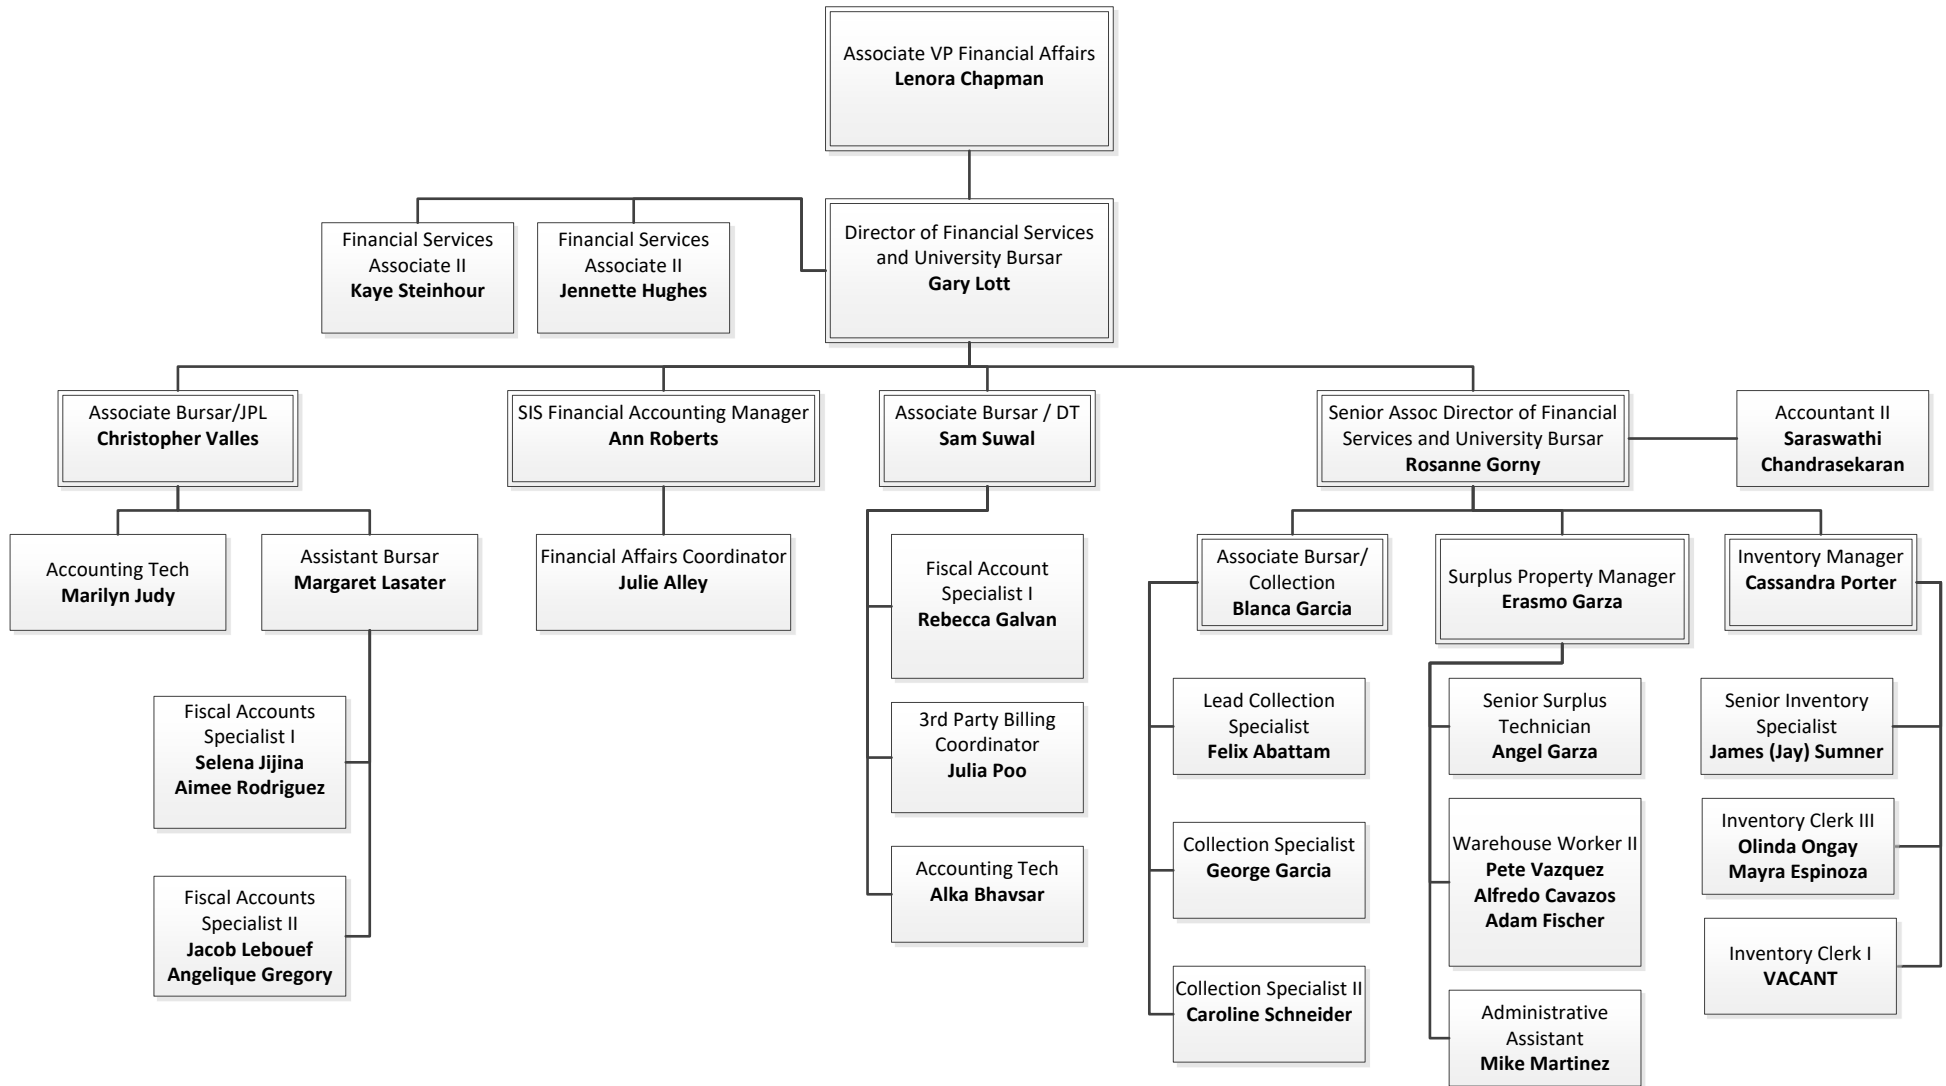 Associate VP Financial Affairs
Lenora Chapman
Financial Services
Associate II
Kaye Steinhour
Financial Services
Associate II
Jennette Hughes
Director of Financial Services
and University Bursar
Gary Lott
Associate Bursar/JPL
Christopher Valles
SIS Financial Accounting Manager
Ann Roberts
Associate Bursar / DT
Sam Suwal
Senior Assoc Director of Financial
Services and University Bursar
Rosanne Gorny
Accountant II
Saraswathi
Chandrasekaran
Accounting Tech
Marilyn Judy
Assistant Bursar
Margaret Lasater
Financial Affairs Coordinator
Julie Alley
Fiscal Account
Specialist I
Rebecca Galvan
Associate Bursar/
Collection
Blanca Garcia
Surplus Property Manager
Erasmo Garza
Inventory Manager
Cassandra Porter
Fiscal Accounts
Specialist I
Selena Jijina
Aimee Rodriguez
3rd Party Billing
Coordinator
Julia Poo
Lead Collection
Specialist
Felix Abattam
Senior Surplus
Technician
Angel Garza
Senior Inventory
Specialist
James (Jay) Sumner
Fiscal Accounts
Specialist II
Jacob Lebouef
Angelique Gregory
Accounting Tech
Alka Bhavsar
Collection Specialist
George Garcia
Warehouse Worker II
Pete Vazquez
Alfredo Cavazos
Adam Fischer
Inventory Clerk III
Olinda Ongay
Mayra Espinoza
Collection Specialist II
Caroline Schneider
Administrative
Assistant
Mike Martinez
Inventory Clerk I
VACANT